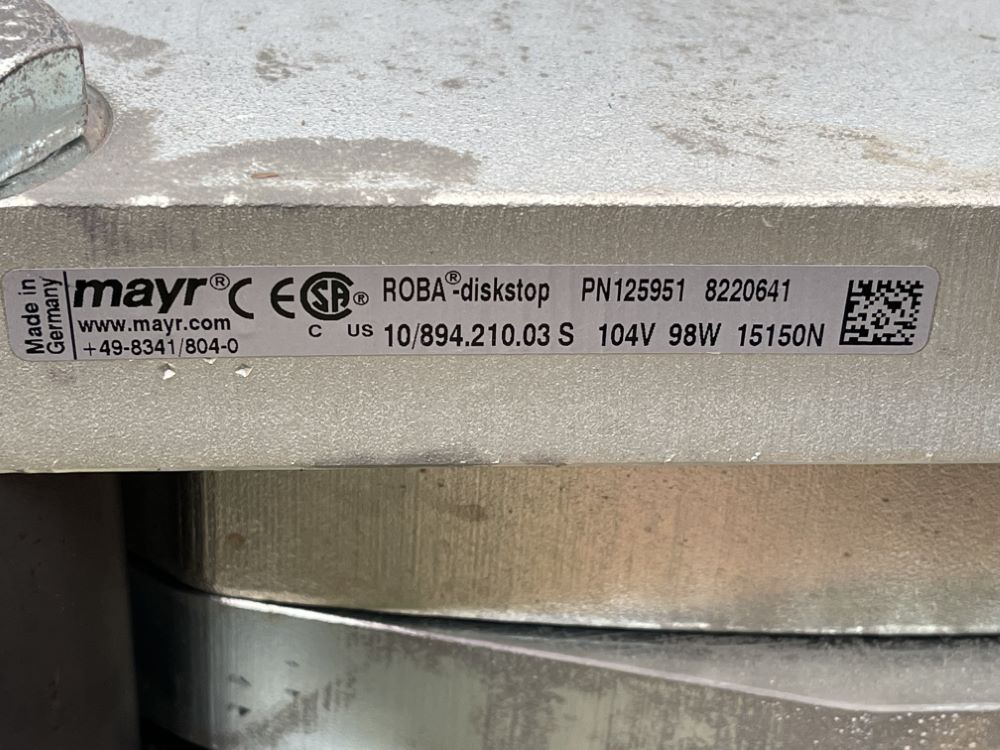 Made in
Germany
mayr® CE ® ROBA®-diskstop PN125951 8220641
www.mayr.com C US 10/894.210.03 S 104V 98W 15150N
+49-8341/804-0